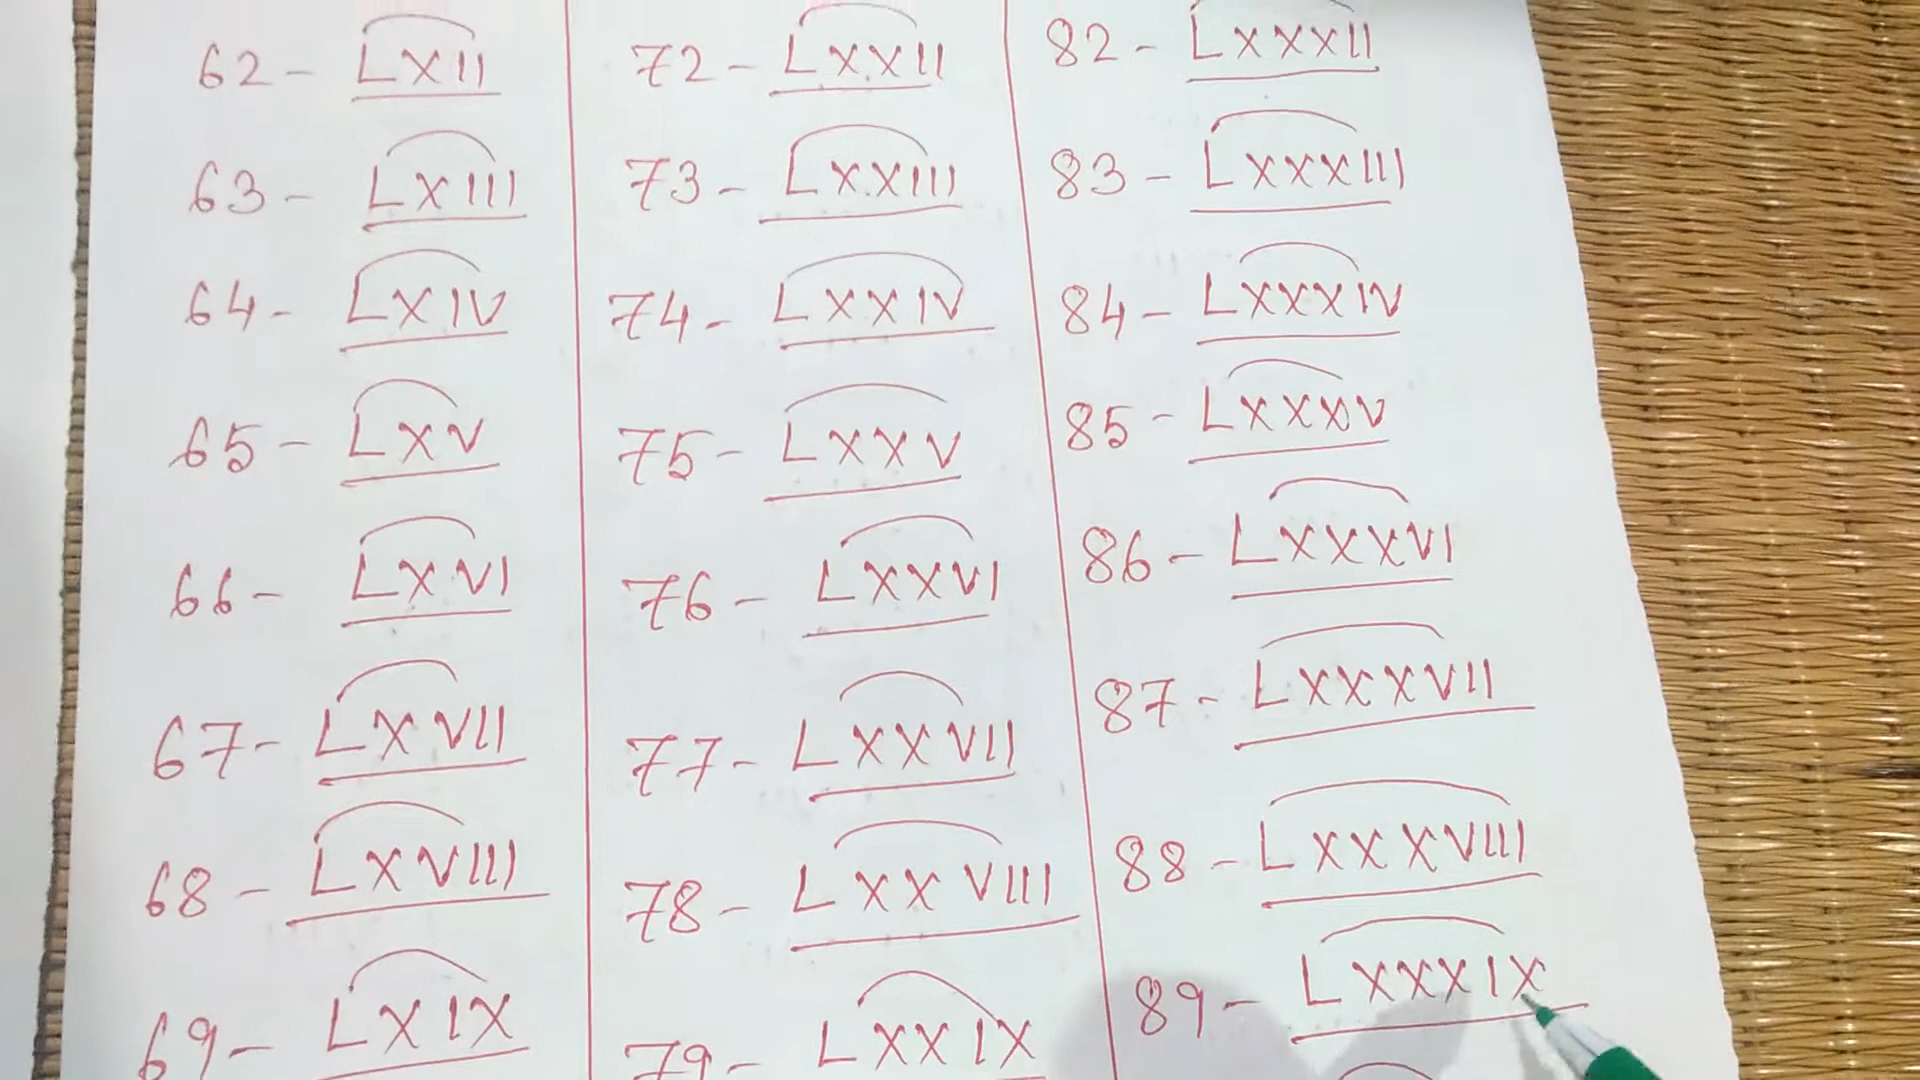 62 - LXII
63 - LXIII
64 - LXIV
65 - LXV
66 - LXVI
67 - LXVII
68 - LXVIII
69 - LXIX
72 - LXXII
73 - LXXIII
74 - LXXIV
75 - LXXV
76 - LXXVI
77 - LXXVII
78 - LXXVIII
79 - LXXIX
82 - LXXXII
83 - LXXXIII
84 - LXXXIV
85 - LXXXV
86 - LXXXVI
87 - LXXXVII
88 - LXXXVIII
89 - LXXXIX